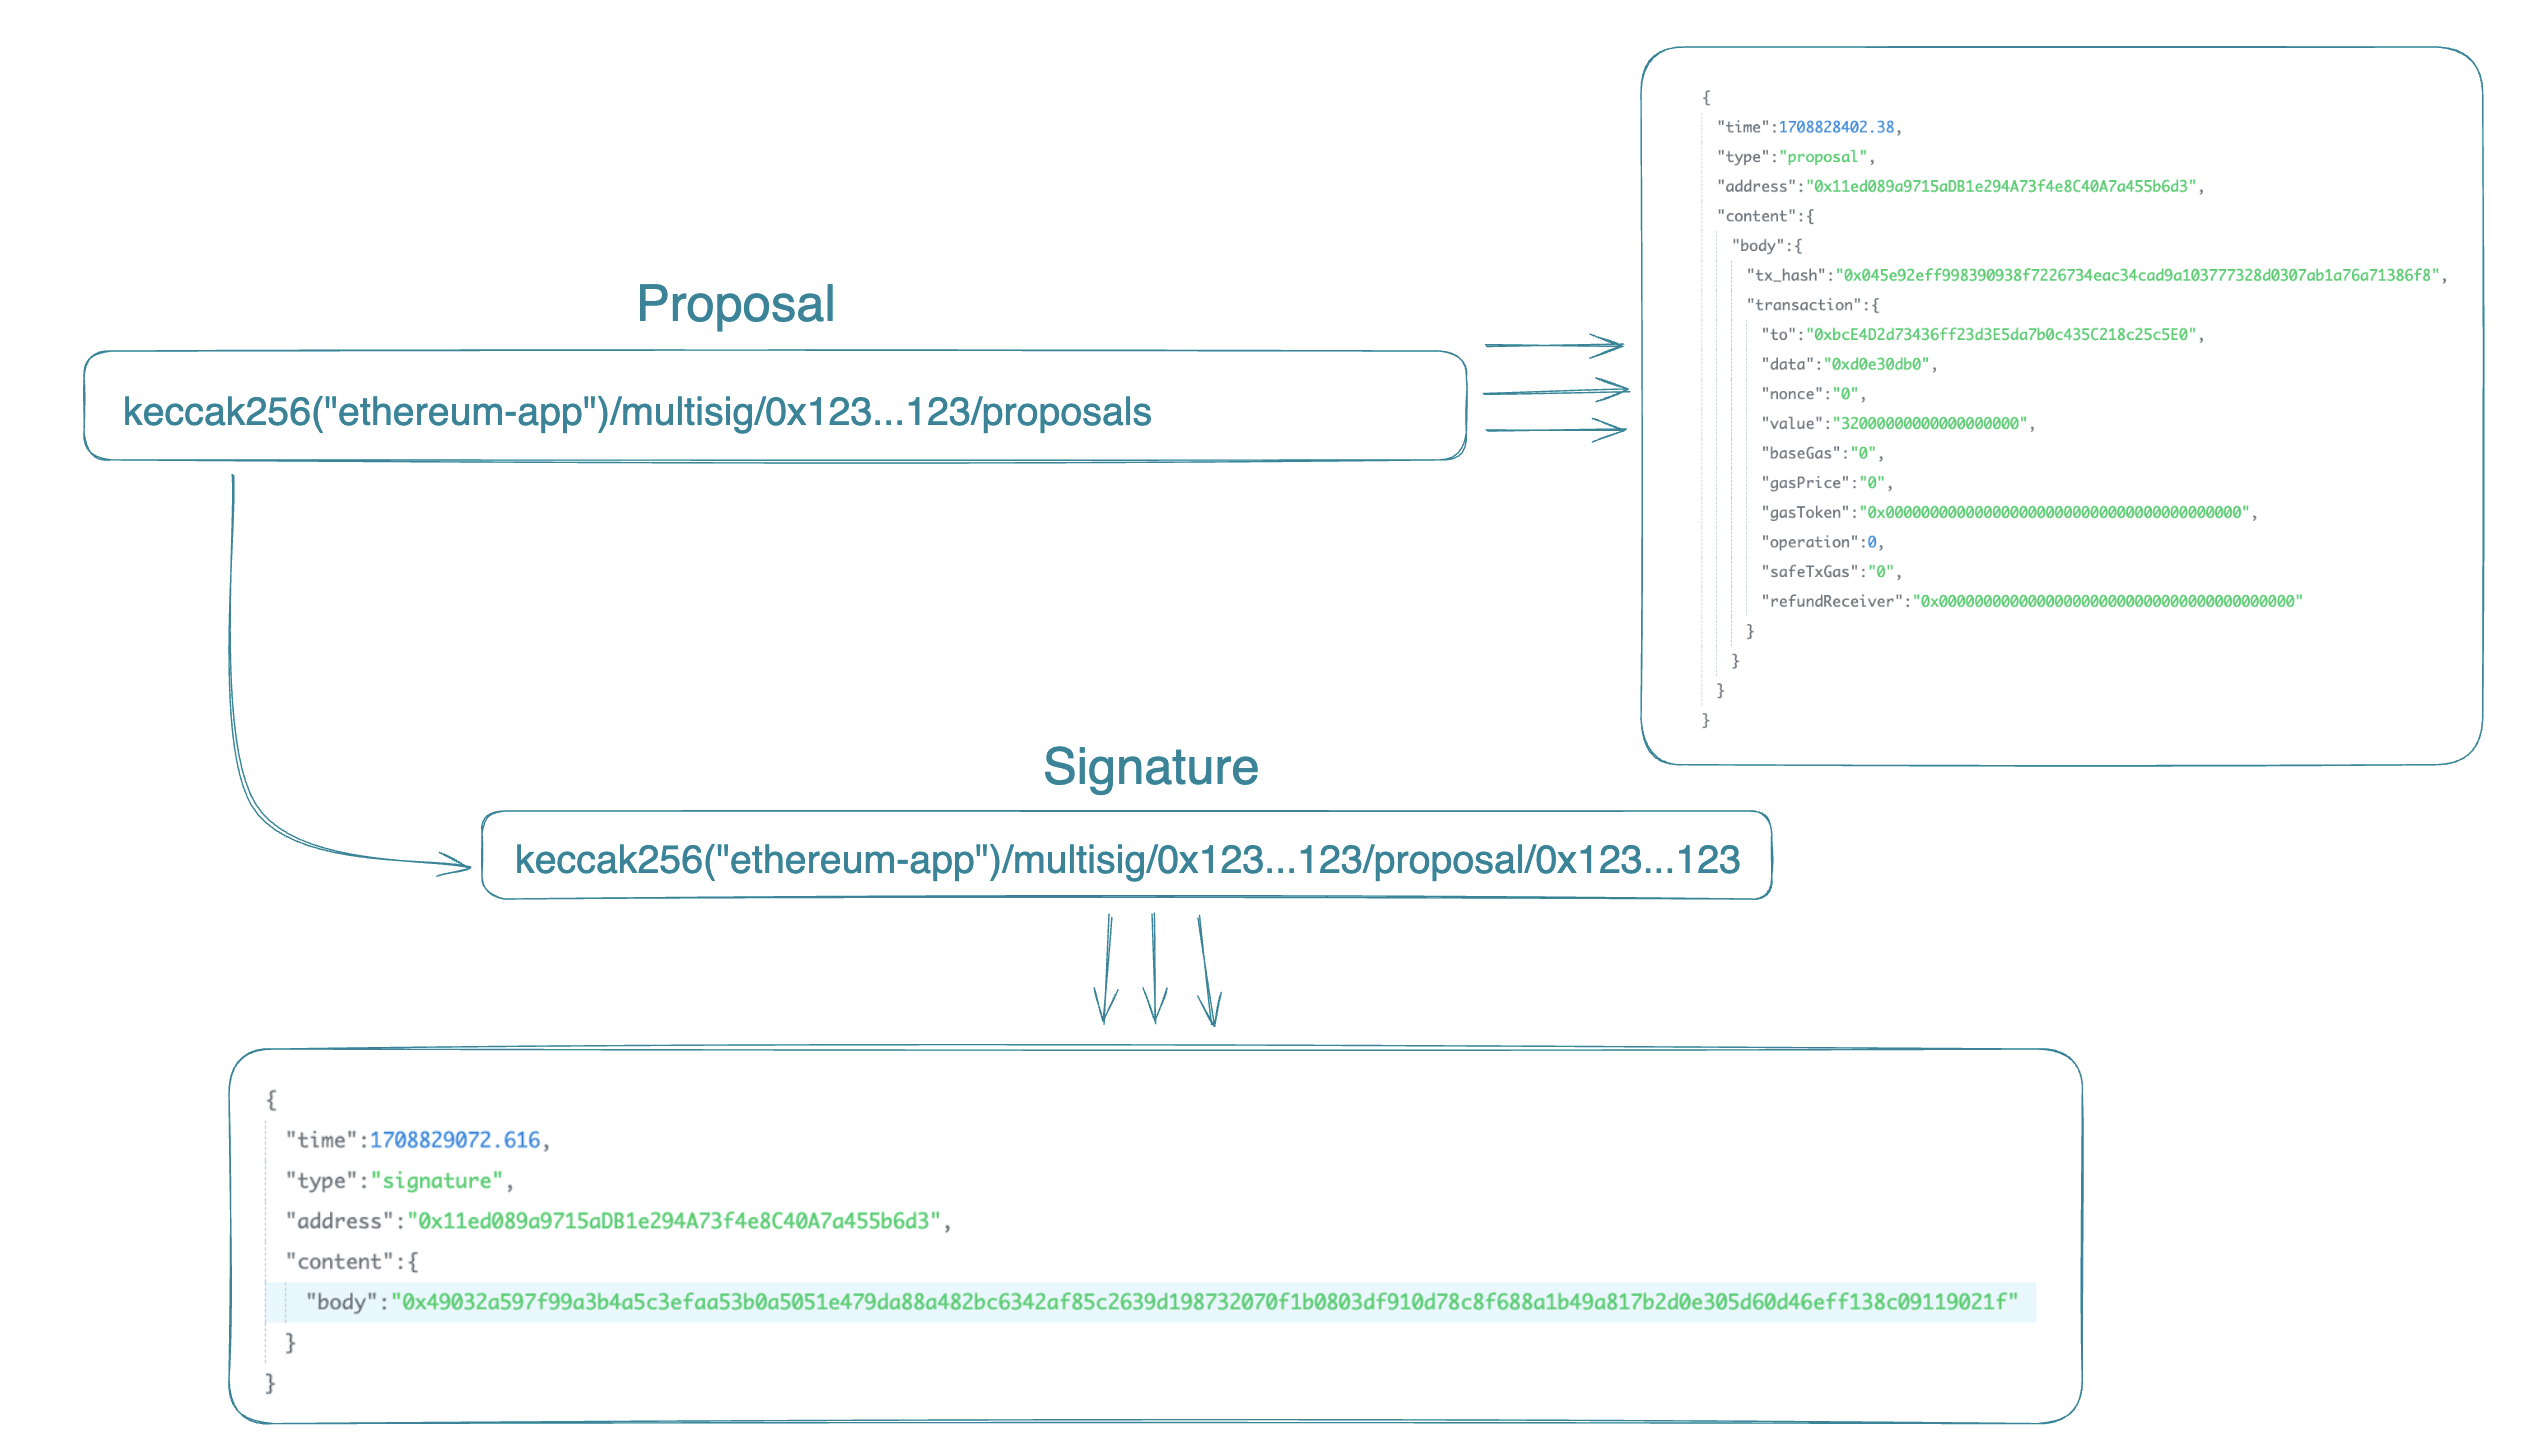 Proposal
keccak256("ethereum-app")/multisig/0x123...123/proposals
{
"time":1708828402.38,
"type":"proposal",
"address":"0x11ed089a9715aDB1e294A73f4e8C40A7a455b6d3",
"content":{
"body":{
"tx_hash":"0x045e92eff998390938f7226734eac34cad9a103777328d0307ab1a76a71386f8",
"transaction":{
"to":"0xbcE4D2d73436ff23d3E5da7b0c435C218c25c5E0",
"data":"0xd0e30db0",
"nonce":"0",
"value":"32000000000000000000",
"baseGas":"0",
"gasPrice":"0",
"gasToken":"0x0000000000000000000000000000000000000000",
"operation":0,
"safeTxGas":"0",
"refundReceiver":"0x0000000000000000000000000000000000000000"
}
}
}
}
Signature
keccak256("ethereum-app")/multisig/0x123...123/proposal/0x123...123
{
"time":1708829072.616,
"type":"signature",
"address":"0x11ed089a9715aDB1e294A73f4e8C40A7a455b6d3",
"content":{
"body":"0x49032a597f99a3b4a5c3efaa53b0a5051e479da88a482bc6342af85c2639d198732070f1b0803df910d78c8f688a1b49a817b2d0e305d60d46eff138c09119021f"
}
}